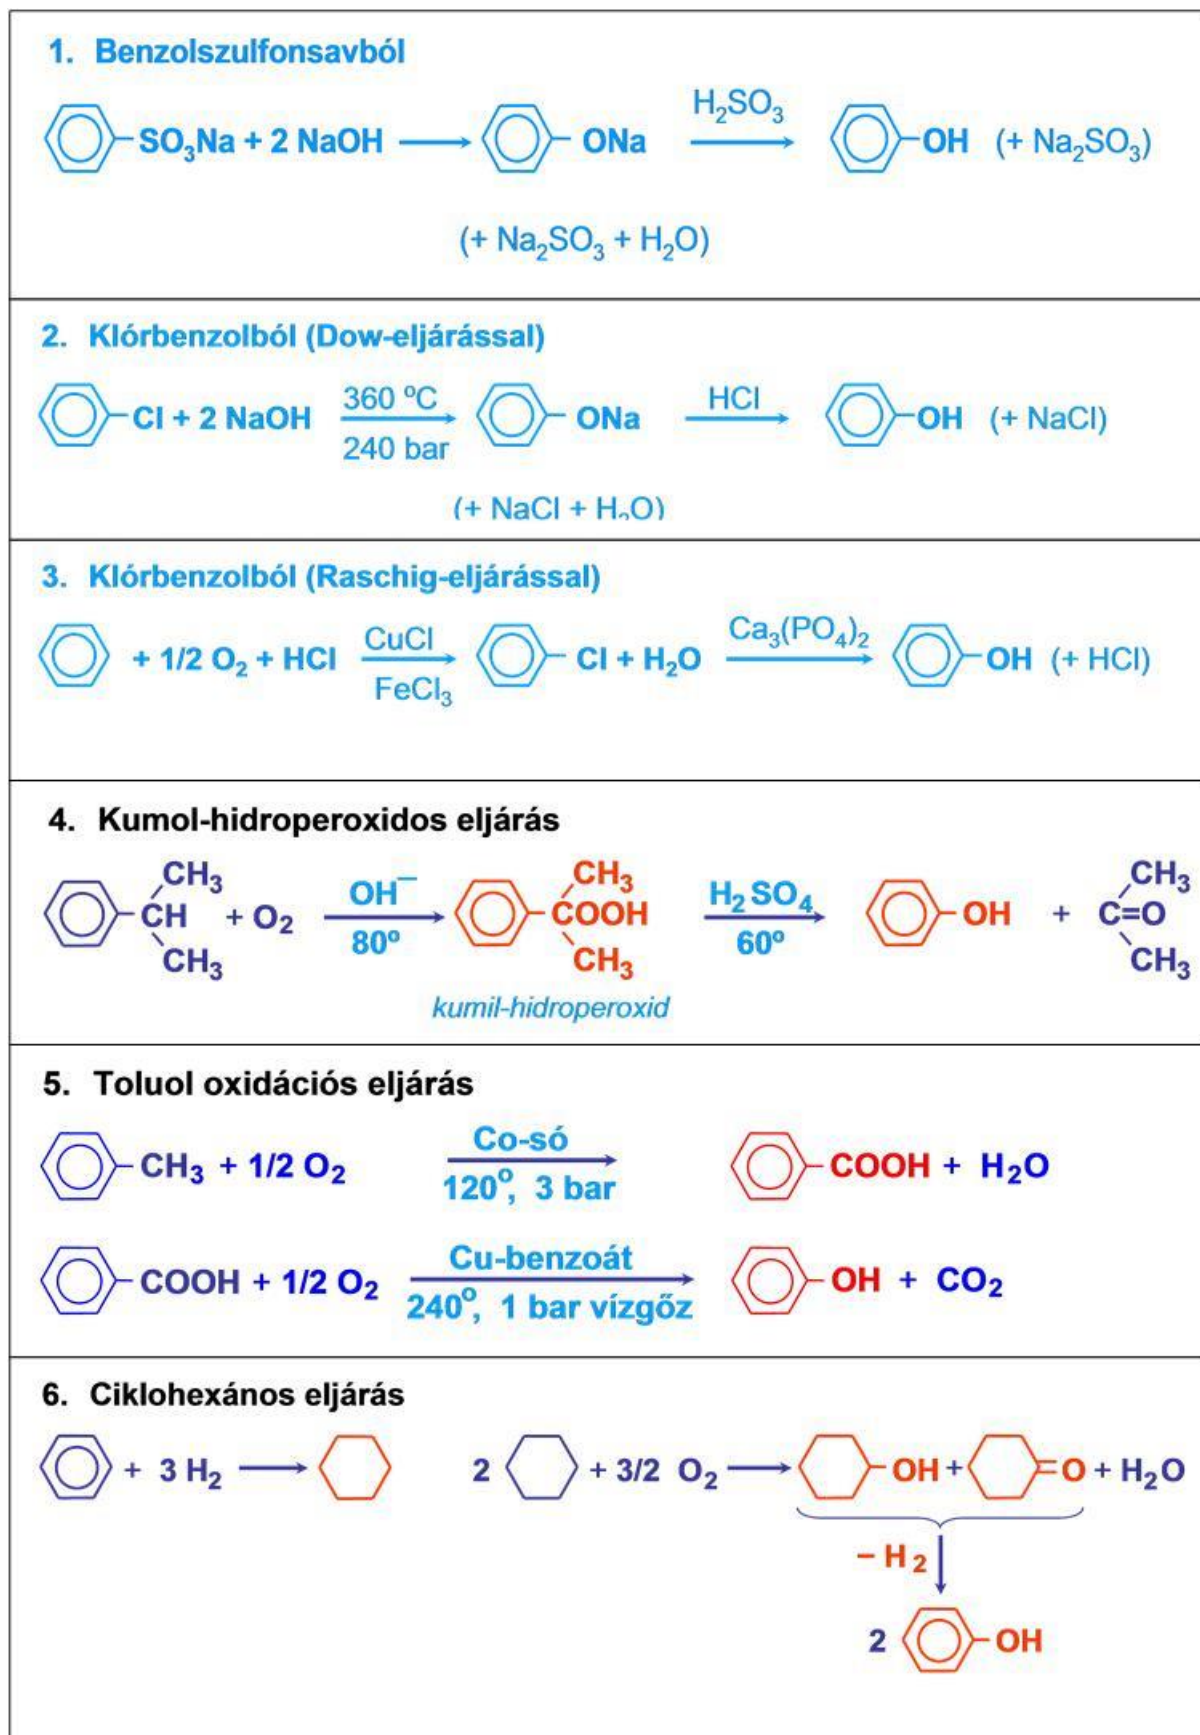 1. Benzolszulfonsavból
SO₃Na + 2 NaOH ONa H₂SO₃ OH (+ Na₂SO₃)
(+ Na₂SO₃ + H₂O)
2. Klórbenzolból (Dow-eljárással)
Cl + 2 NaOH 360 ºC 240 bar ONa HCl OH (+ NaCl)
(+ NaCl + H₂O)
3. Klórbenzolból (Raschig-eljárással)
+ 1/2 O₂ + HCl CuCl FeCl₃ Cl + H₂O Ca₃(PO₄)₂ OH (+ HCl)
4. Kumol-hidroperoxidos eljárás
CH₃ CH₃ CH₃
CH + O₂ OH⁻ 80º COOH H₂SO₄ 60º OH + C=O
CH₃ CH₃ CH₃
kumil-hidroperoxid
5. Toluol oxidációs eljárás
CH₃ + 1/2 O₂ Co-só 120º, 3 bar COOH + H₂O
COOH + 1/2 O₂ Cu-benzoát 240º, 1 bar vízgőz OH + CO₂
6. Ciklohexános eljárás
+ 3 H₂ 2 + 3/2 O₂ OH + O + H₂O
– H₂
2 OH